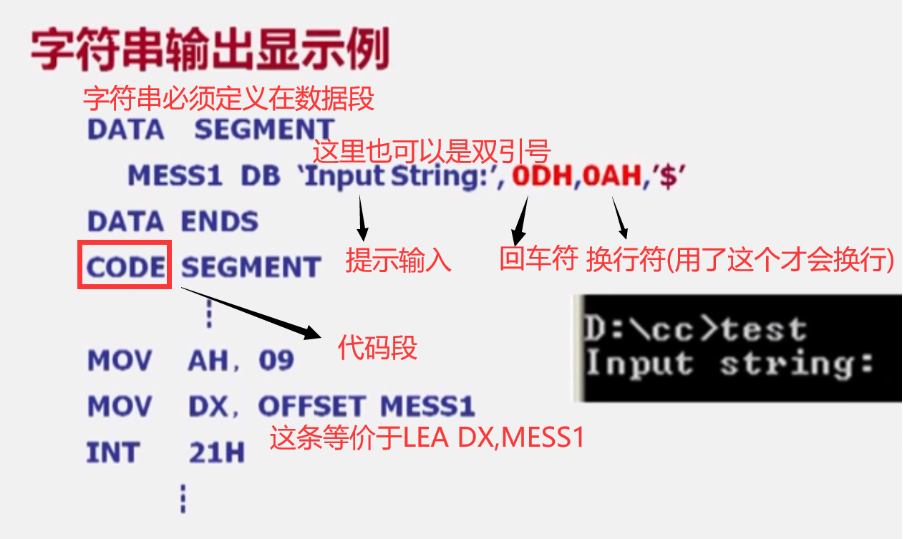 字符串输出显示例
字符串必须定义在数据段
DATA SEGMENT
这里也可以是双引号
MESS1 DB ‘Input String:’, 0DH,0AH,’$’
DATA ENDS
CODE SEGMENT
提示输入
回车符 换行符(用了这个才会换行)
代码段
D:\cc>test
Input string:
MOV AH, 09
MOV DX, OFFSET MESS1
这条等价于LEA DX,MESS1
INT 21H